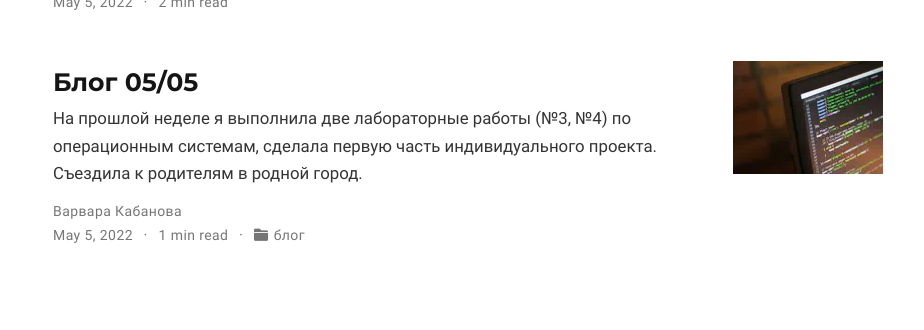 May 5, 2022 · 2 min read
Блог 05/05
На прошлой неделе я выполнила две лабораторные работы (№3, №4) по
операционным системам, сделала первую часть индивидуального проекта.
Съездила к родителям в родной город.
Варвара Кабанова
May 5, 2022 · 1 min read · блог